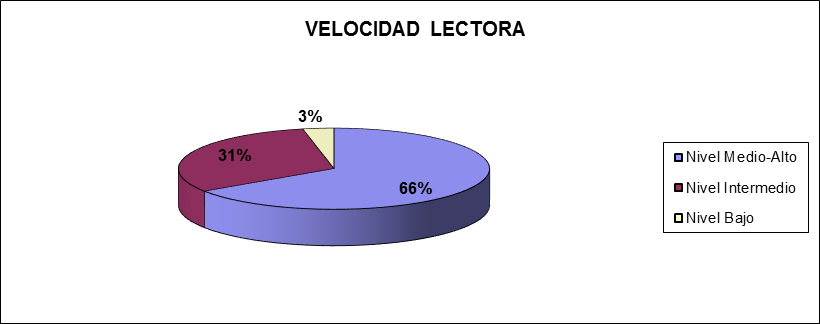 VELOCIDAD LECTORA
3%
31%
66%
Nivel Medio-Alto
Nivel Intermedio
Nivel Bajo